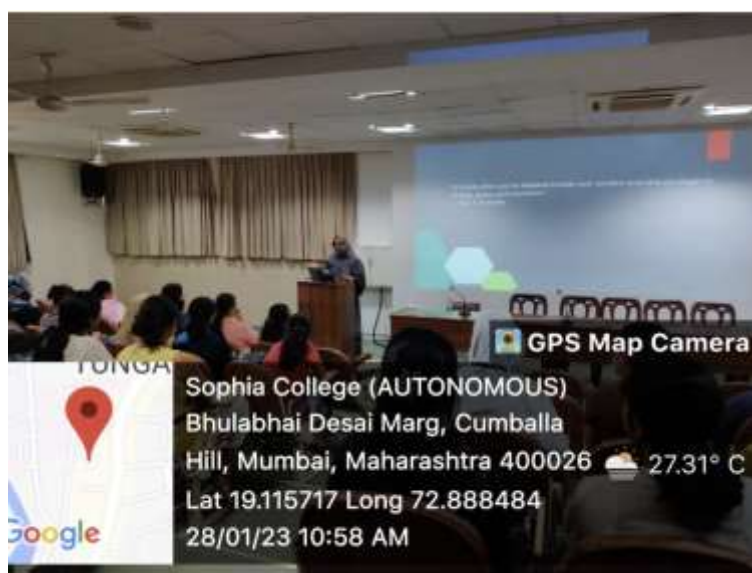 GPS Map Camera
TUNGA
Sophia College (AUTONOMOUS)
Bhulabhai Desai Marg, Cumballa
Hill, Mumbai, Maharashtra 400026
27.31° C
Lat 19.115717 Long 72.888484
28/01/23 10:58 AM
Google